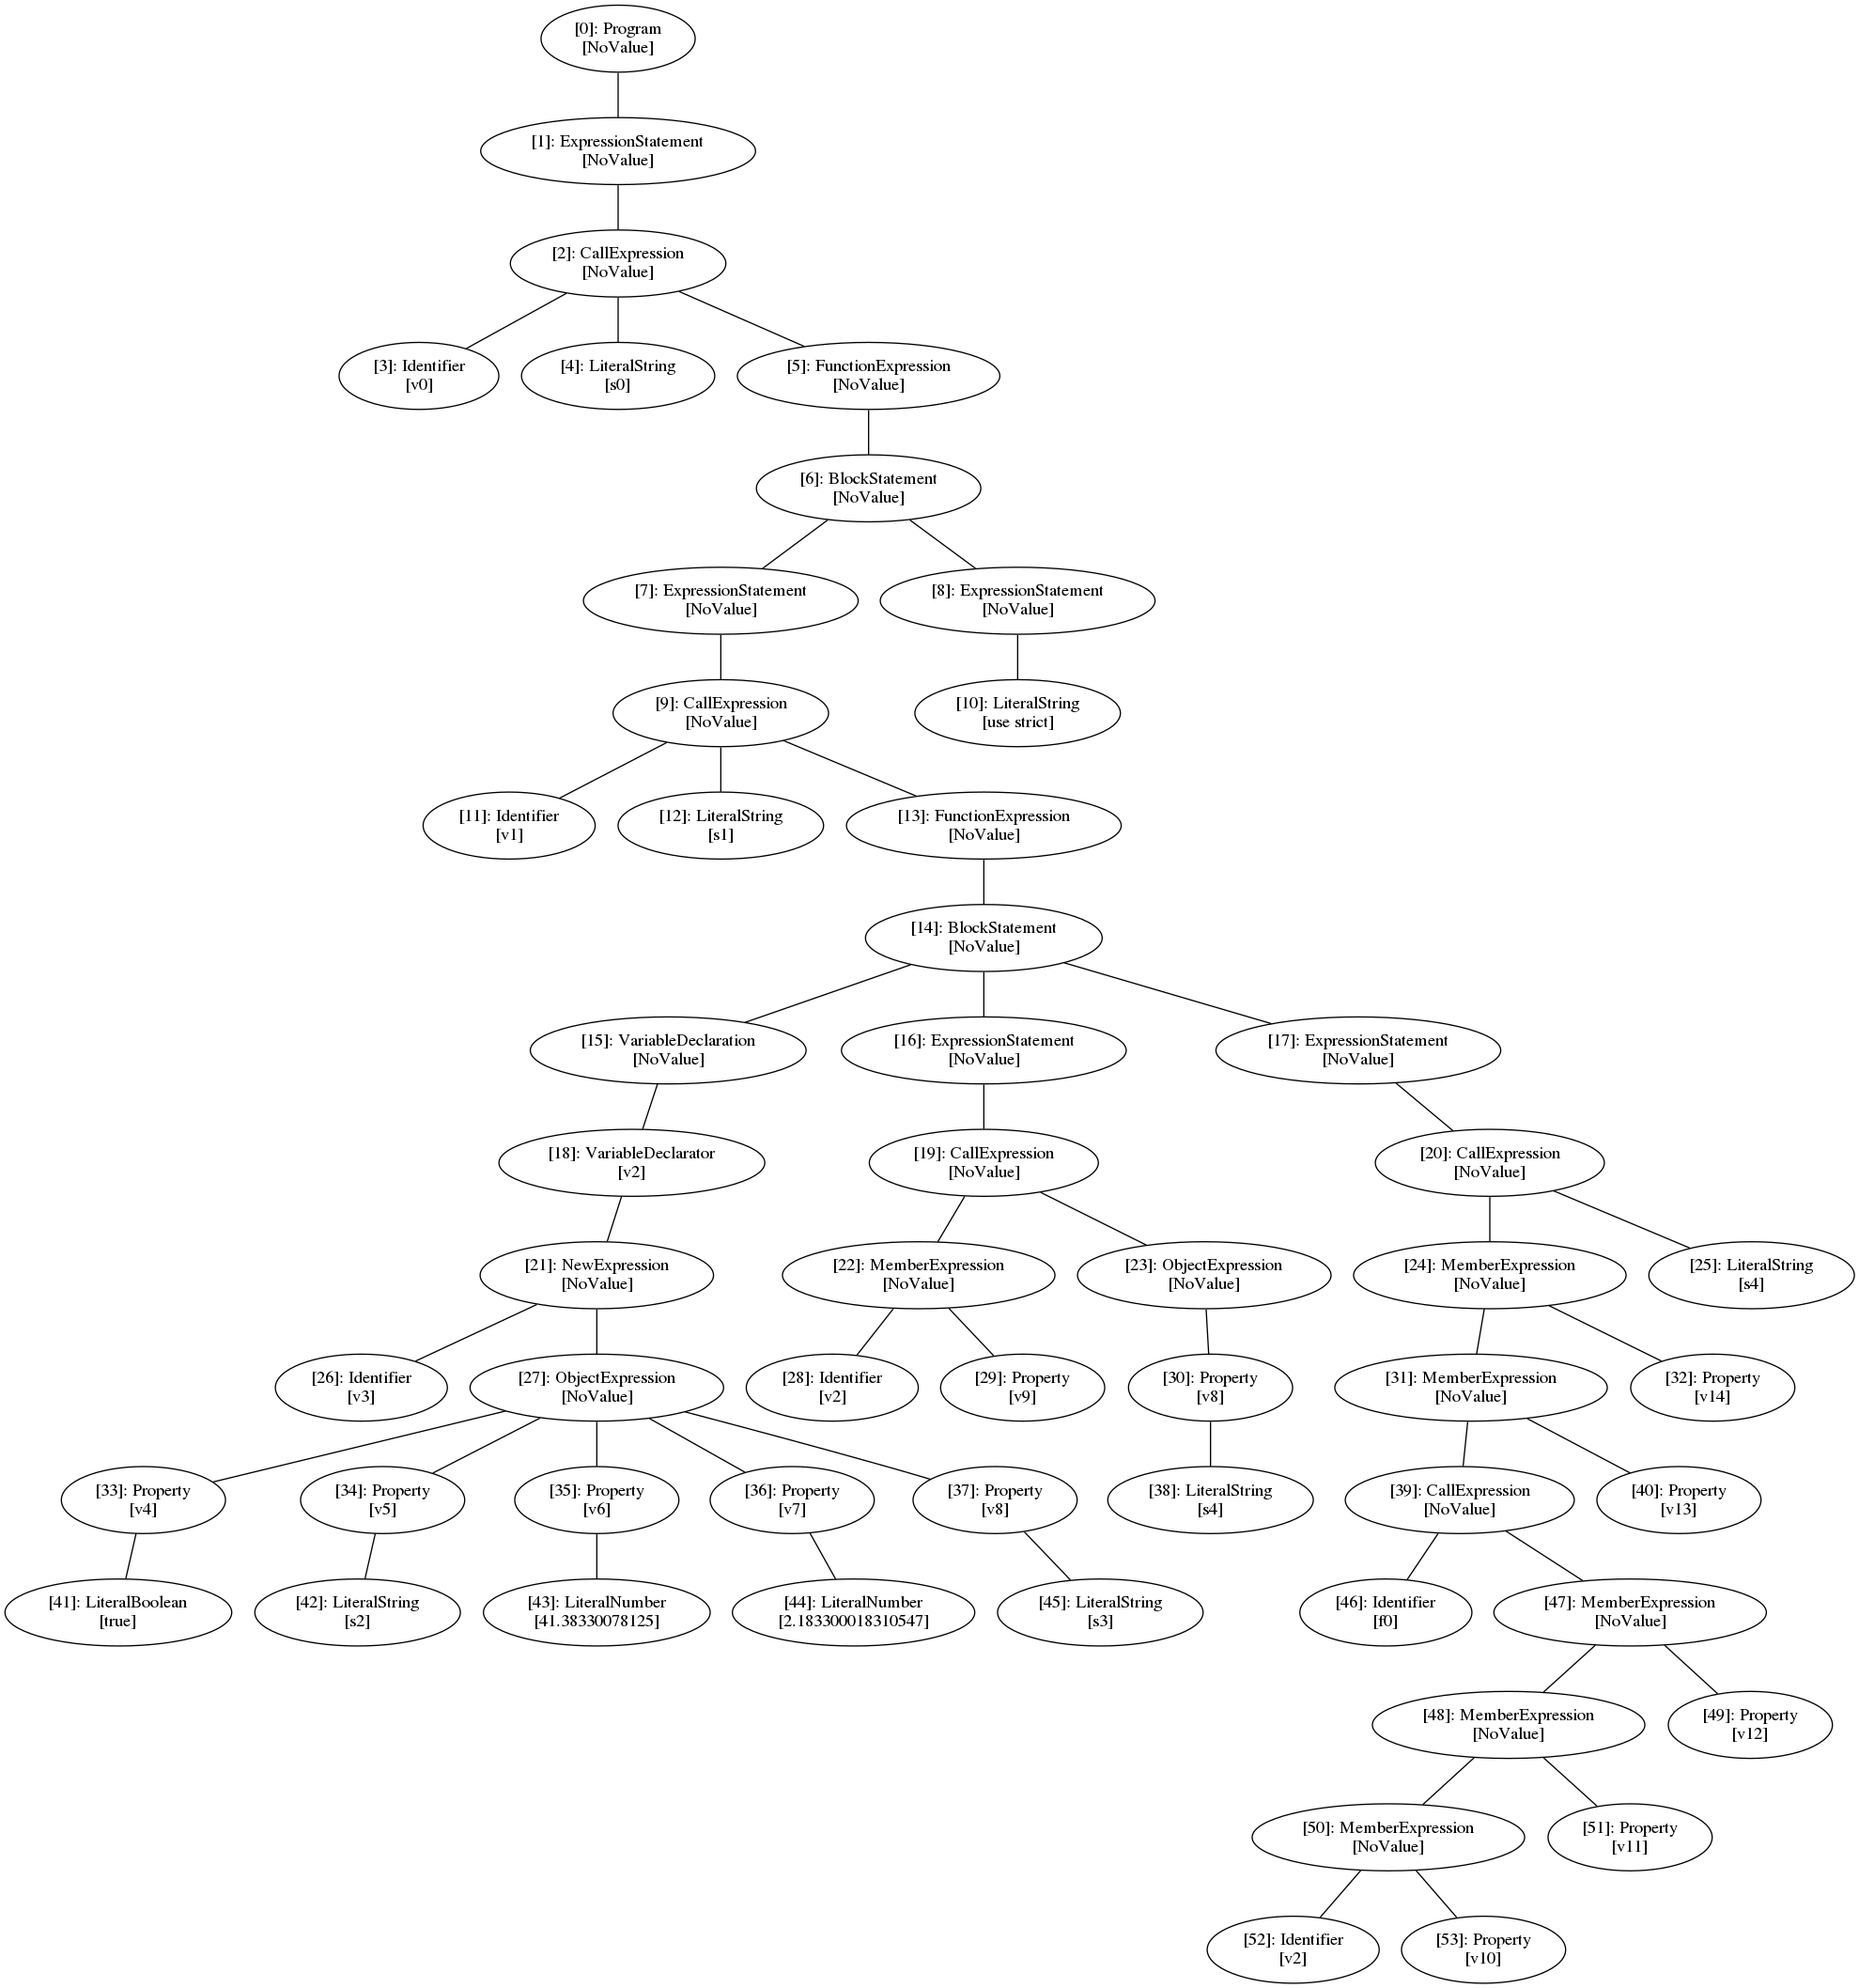 [0]: Program
[NoValue]
[1]: ExpressionStatement
[NoValue]
[2]: CallExpression
[NoValue]
[3]: Identifier
[v0]
[4]: LiteralString
[s0]
[5]: FunctionExpression
[NoValue]
[6]: BlockStatement
[NoValue]
[7]: ExpressionStatement
[NoValue]
[8]: ExpressionStatement
[NoValue]
[9]: CallExpression
[NoValue]
[10]: LiteralString
[use strict]
[11]: Identifier
[v1]
[12]: LiteralString
[s1]
[13]: FunctionExpression
[NoValue]
[14]: BlockStatement
[NoValue]
[15]: VariableDeclaration
[NoValue]
[16]: ExpressionStatement
[NoValue]
[17]: ExpressionStatement
[NoValue]
[18]: VariableDeclarator
[v2]
[19]: CallExpression
[NoValue]
[20]: CallExpression
[NoValue]
[21]: NewExpression
[NoValue]
[22]: MemberExpression
[NoValue]
[23]: ObjectExpression
[NoValue]
[24]: MemberExpression
[NoValue]
[25]: LiteralString
[s4]
[26]: Identifier
[v3]
[27]: ObjectExpression
[NoValue]
[28]: Identifier
[v2]
[29]: Property
[v9]
[30]: Property
[v8]
[31]: MemberExpression
[NoValue]
[32]: Property
[v14]
[33]: Property
[v4]
[34]: Property
[v5]
[35]: Property
[v6]
[36]: Property
[v7]
[37]: Property
[v8]
[38]: LiteralString
[s4]
[39]: CallExpression
[NoValue]
[40]: Property
[v13]
[41]: LiteralBoolean
[true]
[42]: LiteralString
[s2]
[43]: LiteralNumber
[41.38330078125]
[44]: LiteralNumber
[2.183300018310547]
[45]: LiteralString
[s3]
[46]: Identifier
[f0]
[47]: MemberExpression
[NoValue]
[48]: MemberExpression
[NoValue]
[49]: Property
[v12]
[50]: MemberExpression
[NoValue]
[51]: Property
[v11]
[52]: Identifier
[v2]
[53]: Property
[v10]